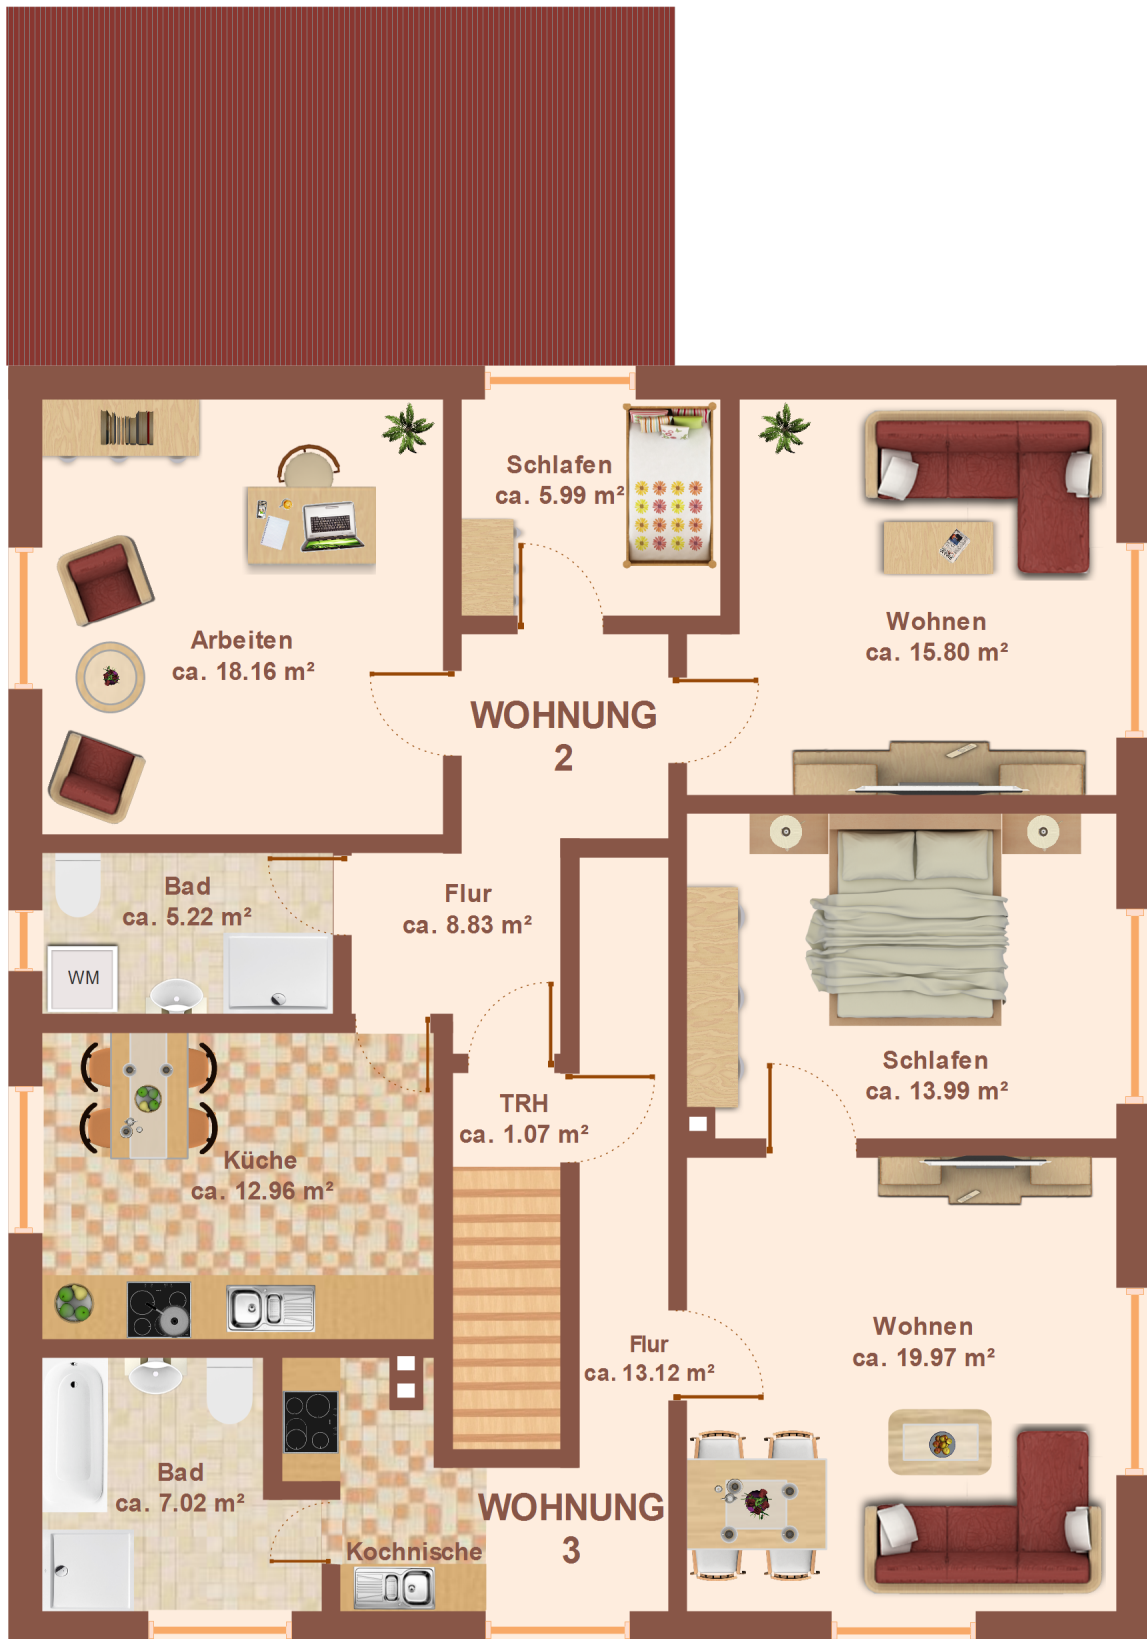 Schlafen
ca. 5.99 m²
Arbeiten
ca. 18.16 m²
Wohnen
ca. 15.80 m²
WOHNUNG
2
Bad
ca. 5.22 m²
WM
Flur
ca. 8.83 m²
Schlafen
ca. 13.99 m²
TRH
ca. 1.07 m²
Küche
ca. 12.96 m²
Flur
ca. 13.12 m²
Wohnen
ca. 19.97 m²
Bad
ca. 7.02 m²
WOHNUNG
3
Kochnische